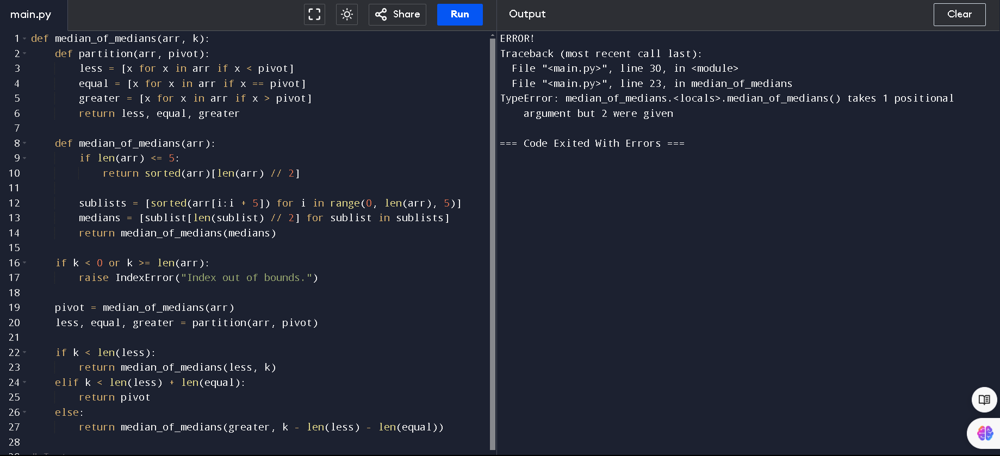 main.py
Share
Run
Output
Clear
1 def median_of_medians(arr, k):
2     def partition(arr, pivot):
3         less = [x for x in arr if x < pivot]
4         equal = [x for x in arr if x == pivot]
5         greater = [x for x in arr if x > pivot]
6         return less, equal, greater
7
8     def median_of_medians(arr):
9         if len(arr) <= 5:
10             return sorted(arr)[len(arr) // 2]
11
12         sublists = [sorted(arr[i:i + 5]) for i in range(0, len(arr), 5)]
13         medians = [sublist[len(sublist) // 2] for sublist in sublists]
14         return median_of_medians(medians)
15
16     if k < 0 or k >= len(arr):
17         raise IndexError("Index out of bounds.")
18
19     pivot = median_of_medians(arr)
20     less, equal, greater = partition(arr, pivot)
21
22     if k < len(less):
23         return median_of_medians(less, k)
24     elif k < len(less) + len(equal):
25         return pivot
26     else:
27         return median_of_medians(greater, k - len(less) - len(equal))
28
ERROR!
Traceback (most recent call last):
  File "<main.py>", line 30, in <module>
  File "<main.py>", line 23, in median_of_medians
TypeError: median_of_medians.<locals>.median_of_medians() takes 1 positional
    argument but 2 were given

=== Code Exited With Errors ===